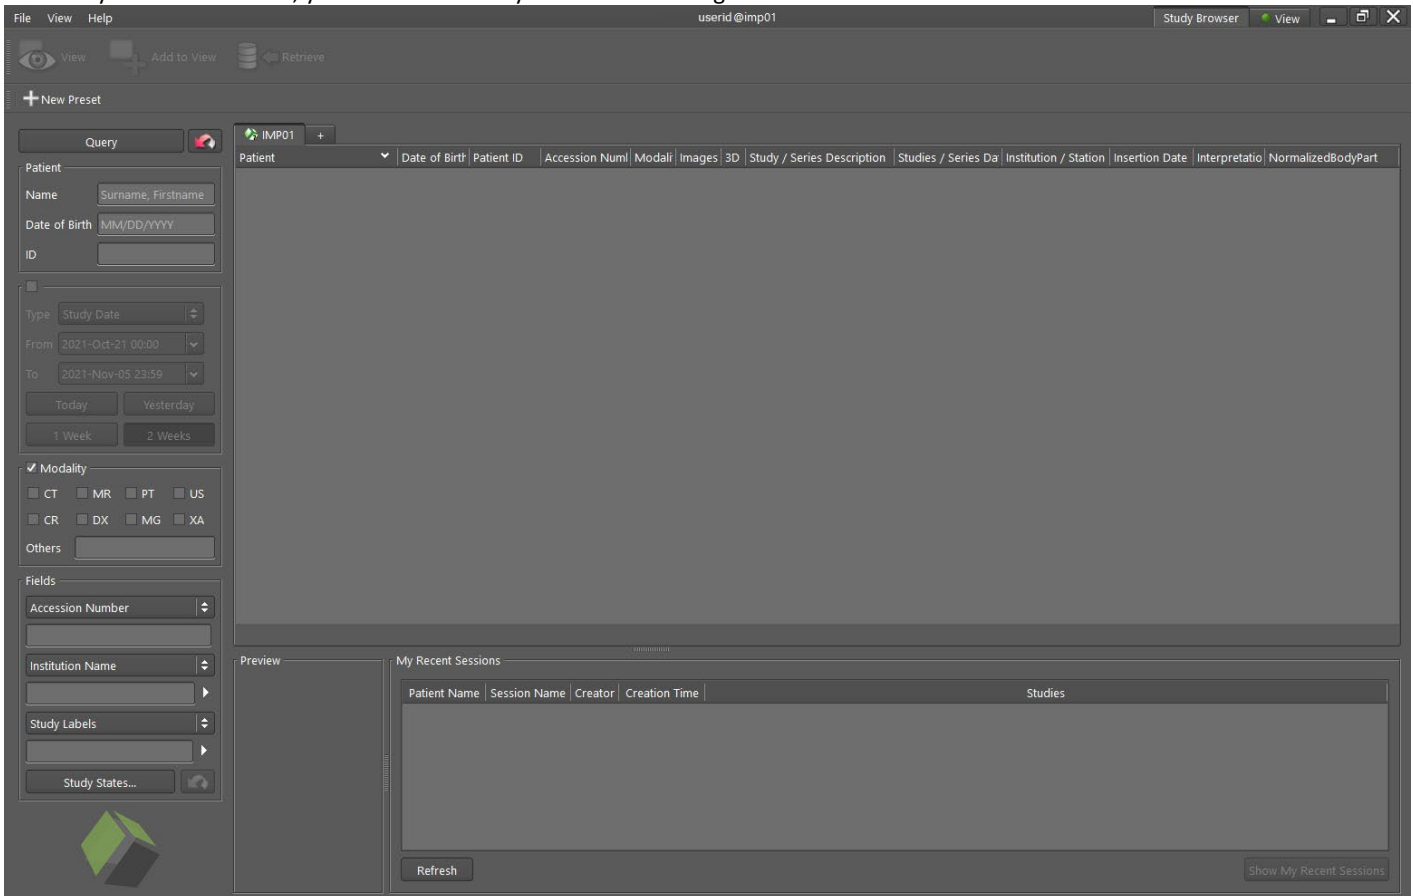 File View Help userid@imp01 Study Browser View
View Add to View Retrieve
New Preset
Query
Patient
Name Surname, Firstname
Date of Birth MM/DD/YYYY
ID
Type Study Date
From 2021-Oct-21 00:00
To 2021-Nov-05 23:59
Today Yesterday
1 Week 2 Weeks
Modality
CT MR PT US
CR DX MG XA
Others
Fields
Accession Number
Institution Name
Study Labels
Study States...
IMP01 +
Patient Date of Birth Patient ID Accession Numl Modali Images 3D Study / Series Description Studies / Series Da Institution / Station Insertion Date Interpretatio NormalizedBodyPart
Preview
My Recent Sessions
Patient Name Session Name Creator Creation Time Studies
Refresh Show My Recent Sessions